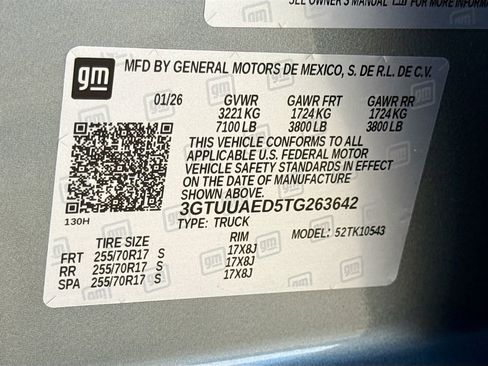 SEE OWNER'S MANUAL
FOR MORE
gm
MFD BY GENERAL MOTORS DE MEXICO, S. DE R.L. DE C.V.
01/26 GVWR GAWR FRT GAWR RR
3221 KG 1724 KG 1724 KG
7100 LB 3800 LB 3800 LB
THIS VEHICLE CONFORMS TO ALL
APPLICABLE U.S. FEDERAL MOTOR
VEHICLE SAFETY STANDARDS IN EFFECT
ON THE DATE OF MANUFACTURE
SHOWN ABOVE.
3GTUUAED5TG263642
130H TYPE: TRUCK MODEL: 52TK10543
TIRE SIZE RIM
FRT 255/70R17 S 17X8J
RR 255/70R17 S 17X8J
SPA 255/70R17 S 17X8J